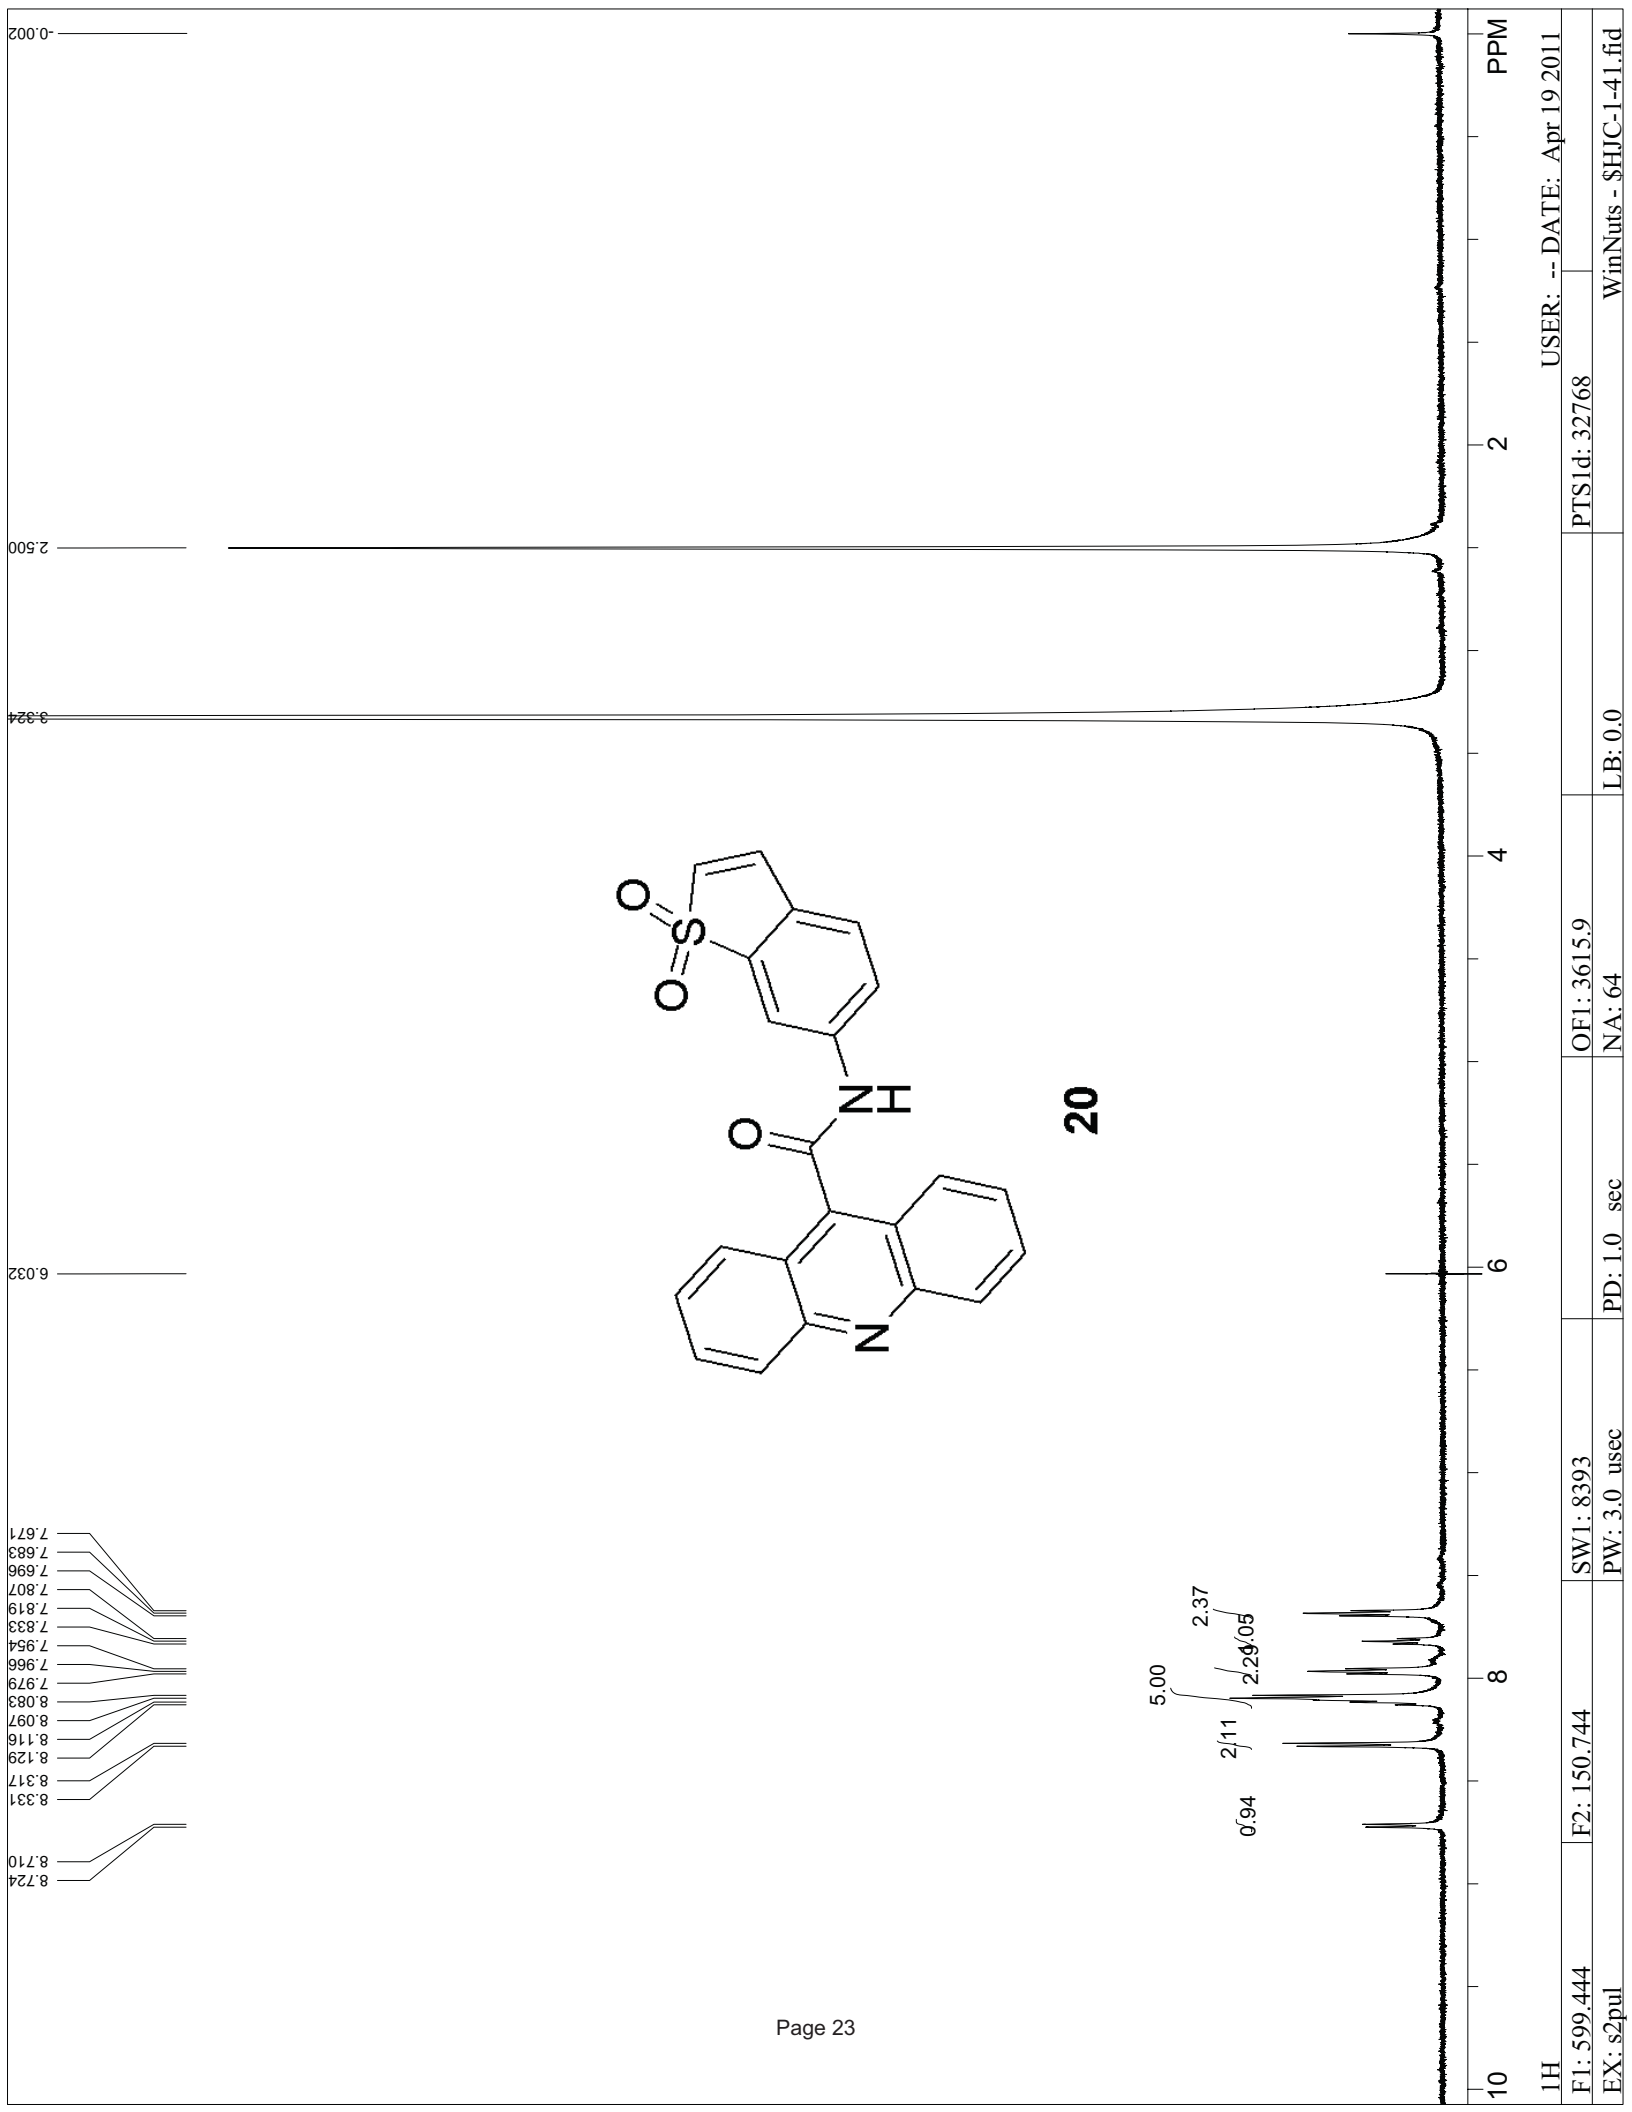 8.724
8.710
8.331
8.317
8.129
8.116
8.097
8.083
7.979
7.966
7.954
7.833
7.819
7.807
7.696
7.683
7.671
6.032
3.324
2.500
-0.002
O
N
N
H
O
S
O
20
0.94
2.11
5.00
2.29
2.37
10
8
6
4
2
PPM
1H
USER: -- DATE: Apr 19 2011
F1: 599.444
F2: 150.744
SW1: 8393
OF1: 3615.9
PTS1d: 32768
EX: s2pul
PW: 3.0 usec
PD: 1.0 sec
NA: 64
LB: 0.0
WinNuts - $HJC-1-41.fid
Page 23